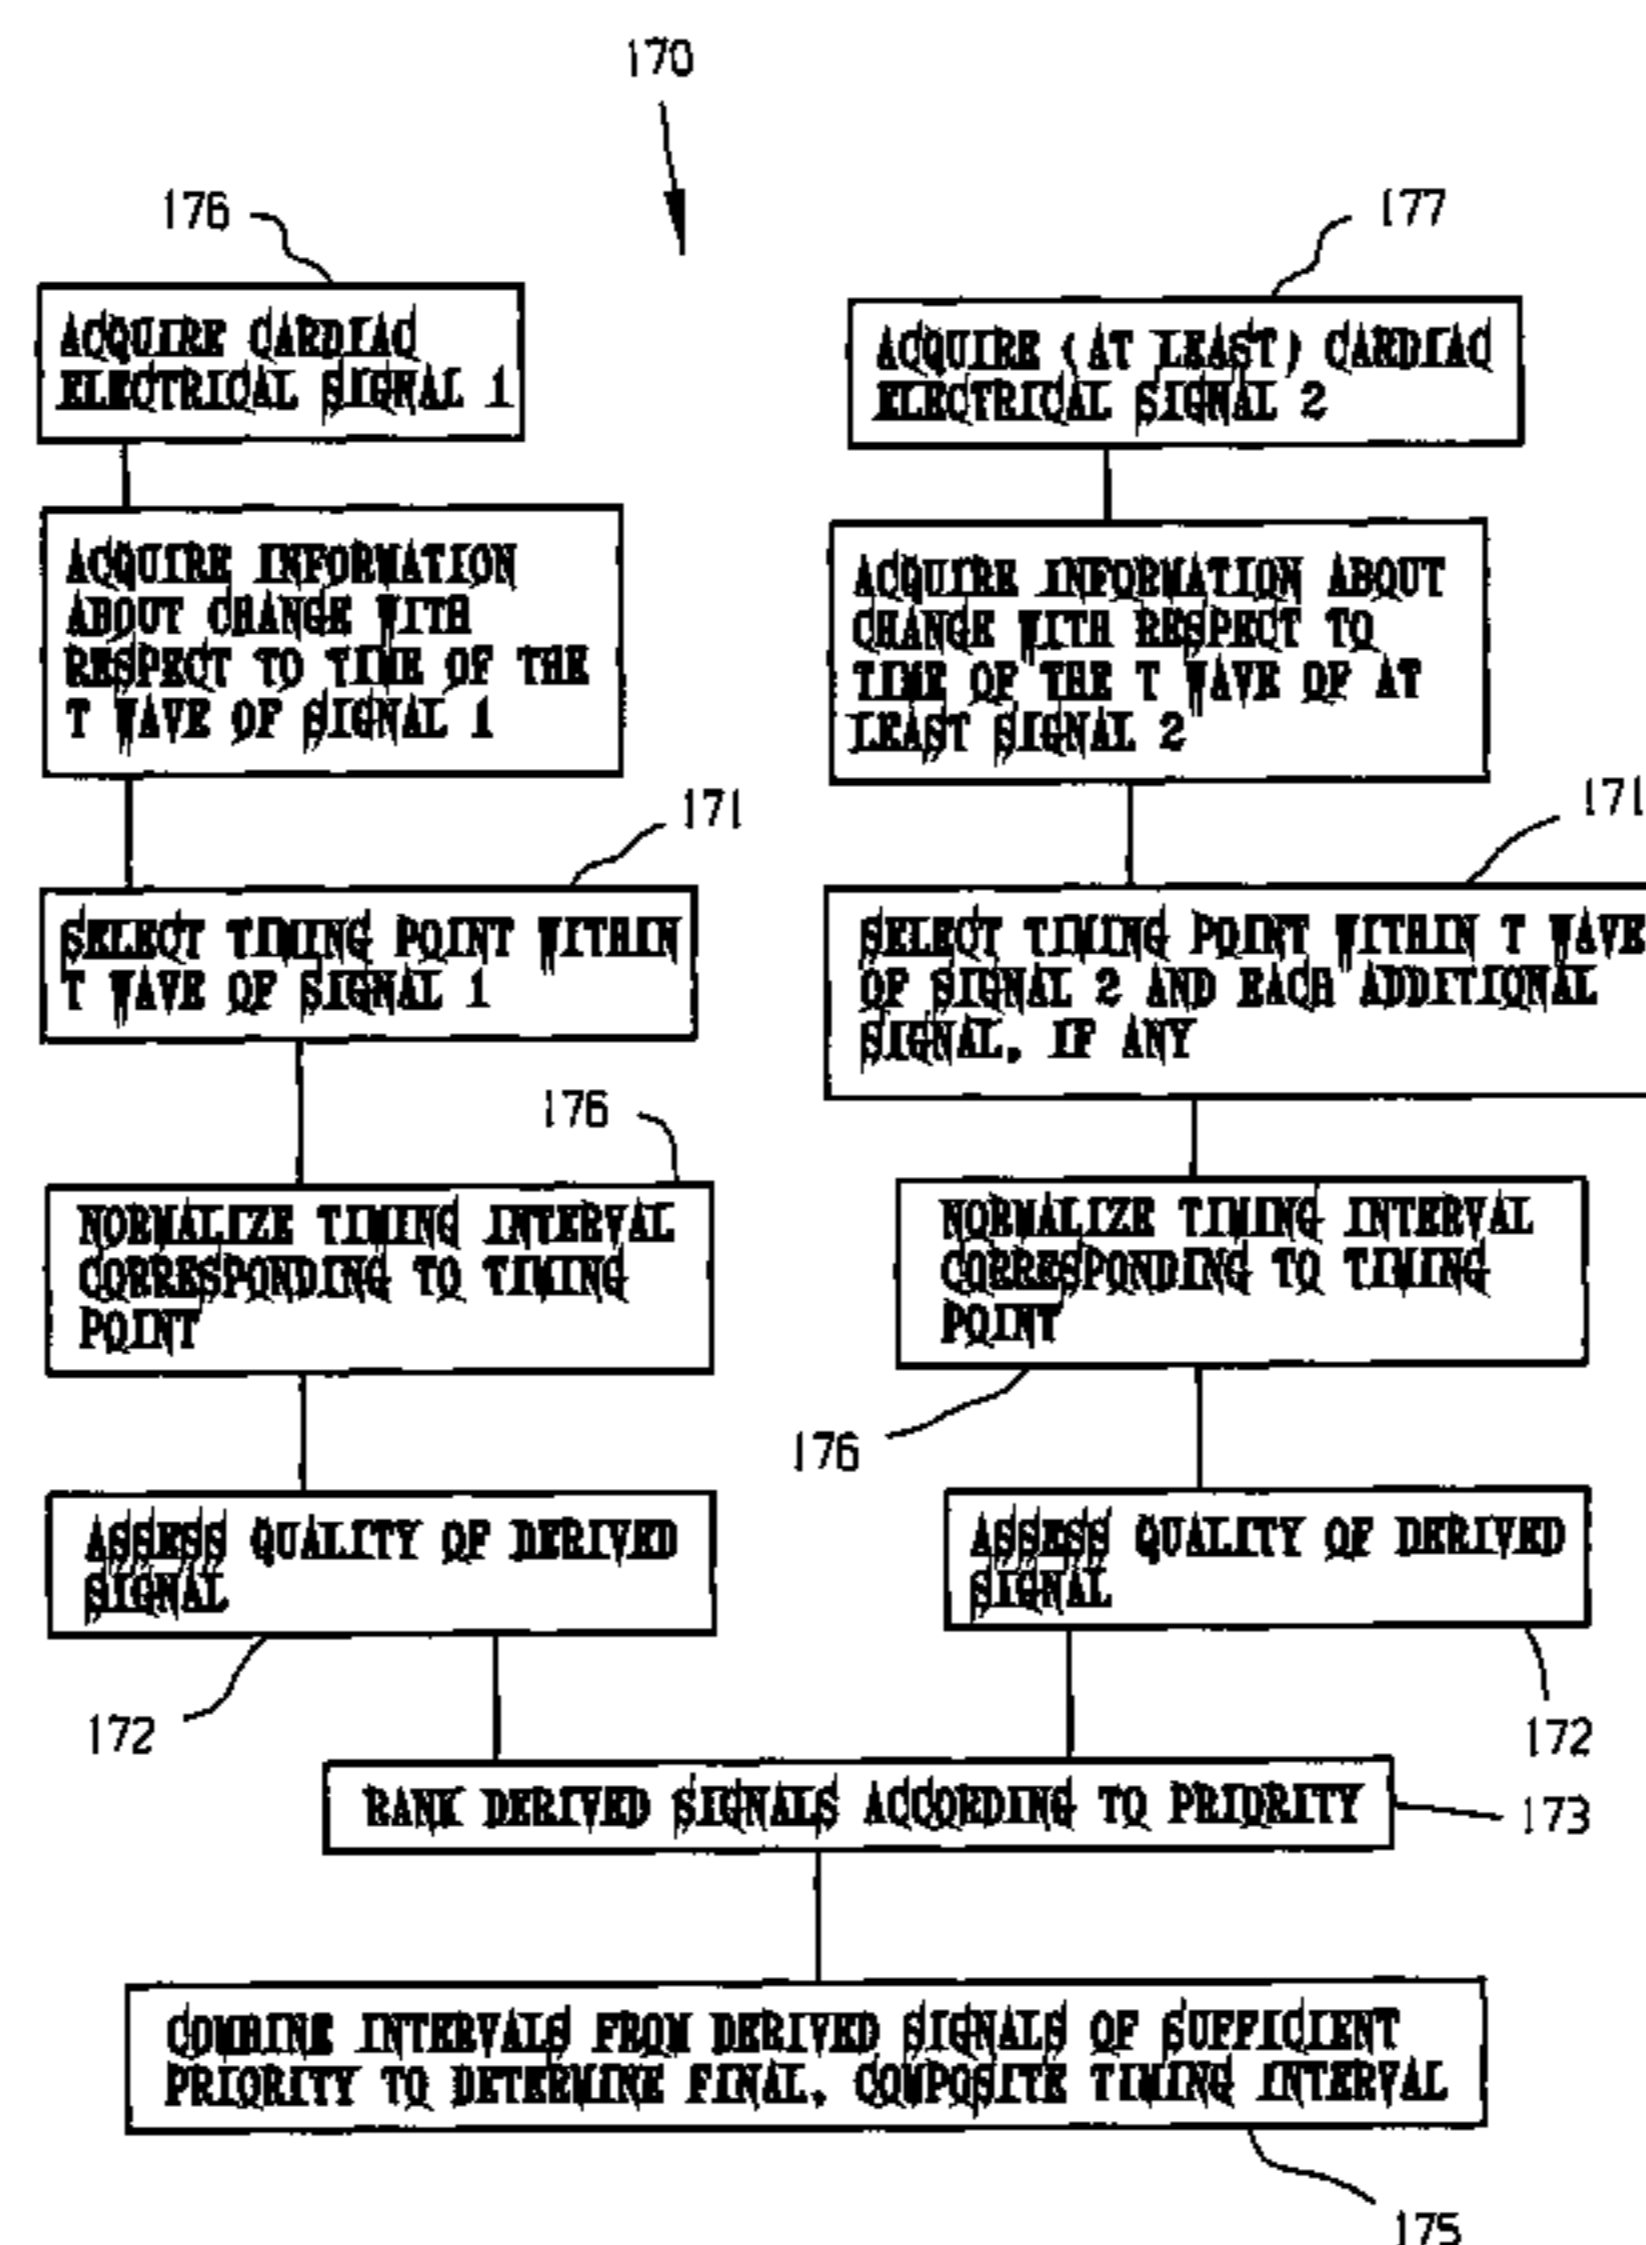 170
176
177
ACQUIRE CARDIAC
ELECTRICAL SIGNAL 1
ACQUIRE (AT LEAST) CARDIAC
ELECTRICAL SIGNAL 2
ACQUIRE INFORMATION
ABOUT CHANGE WITH
RESPECT TO TIME OF THE
T WAVE OF SIGNAL 1
ACQUIRE INFORMATION ABOUT
CHANGE WITH RESPECT TO
TIME OF THE T WAVE OF AT
LEAST SIGNAL 2
171
171
SELECT TIMING POINT WITHIN
T WAVE OF SIGNAL 1
SELECT TIMING POINT WITHIN T WAVE
OF SIGNAL 2 AND EACH ADDITIONAL
SIGNAL, IF ANY
176
NORMALIZE TIMING INTERVAL
CORRESPONDING TO TIMING
POINT
NORMALIZE TIMING INTERVAL
CORRESPONDING TO TIMING
POINT
176
ASSESS QUALITY OF DERIVED
SIGNAL
ASSESS QUALITY OF DERIVED
SIGNAL
172
172
RANK DERIVED SIGNALS ACCORDING TO PRIORITY
173
COMBINE INTERVALS FROM DERIVED SIGNALS OF SUFFICIENT
PRIORITY TO DETERMINE FINAL, COMPOSITE TIMING INTERVAL
175